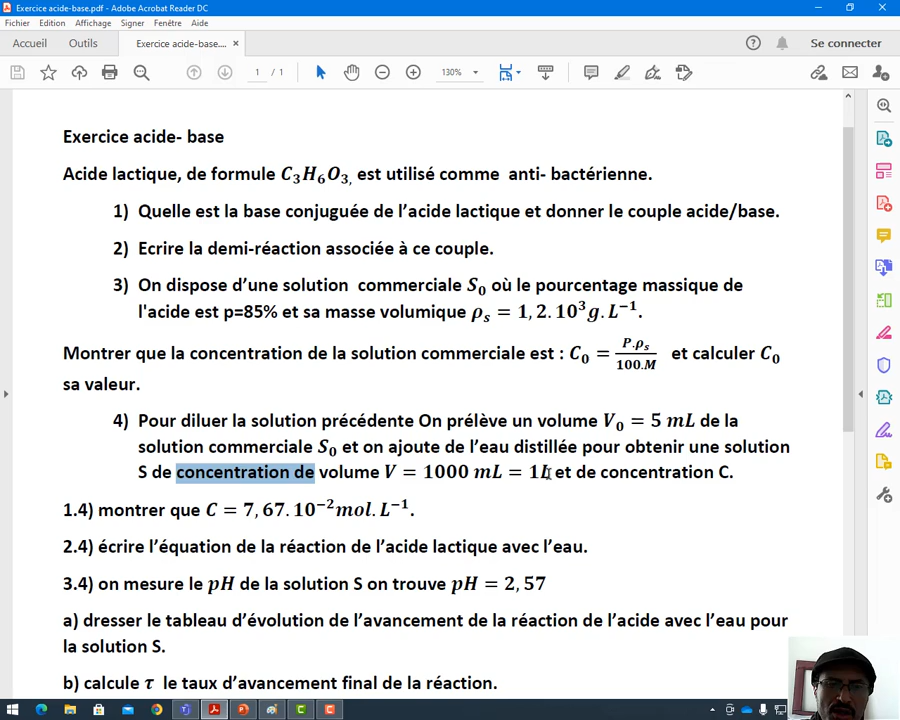 Exercice acide-base.pdf - Adobe Acrobat Reader DC
Fichier Edition Affichage Signer Fenêtre Aide
Accueil Outils Exercice acide-base.... × Se connecter
1 / 1 130%
Exercice acide- base
Acide lactique, de formule C₃H₆O₃, est utilisé comme anti- bactérienne.
1) Quelle est la base conjuguée de l’acide lactique et donner le couple acide/base.
2) Ecrire la demi-réaction associée à ce couple.
3) On dispose d’une solution commerciale S₀ où le pourcentage massique de
l'acide est p=85% et sa masse volumique ρₛ = 1, 2. 10³g. L⁻¹.
Montrer que la concentration de la solution commerciale est : C₀ = P.ρₛ / 100.M et calculer C₀
sa valeur.
4) Pour diluer la solution précédente On prélève un volume V₀ = 5 mL de la
solution commerciale S₀ et on ajoute de l’eau distillée pour obtenir une solution
S de concentration de volume V = 1000 mL = 1L et de concentration C.
1.4) montrer que C = 7, 67. 10⁻²mol. L⁻¹.
2.4) écrire l’équation de la réaction de l’acide lactique avec l’eau.
3.4) on mesure le pH de la solution S on trouve pH = 2, 57
a) dresser le tableau d’évolution de l’avancement de la réaction de l’acide avec l’eau pour
la solution S.
b) calcule τ le taux d’avancement final de la réaction.